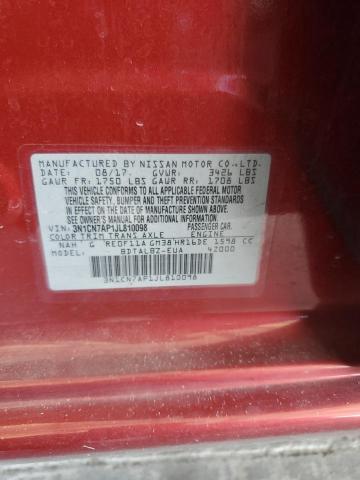 MANUFACTURED BY NISSAN MOTOR CO.,LTD.
DATE 08/17. GVWR: 3426 LBS
GAWR FR: 1750 LBS GAWR RR: 1708 LBS
THIS VEHICLE CONFORMS TO ALL APPLICABLE FEDERAL MOTOR
VEHICLE SAFETY, BUMPER, AND THEFT PREVENTION STANDARDS
IN EFFECT ON THE DATE OF MANUFACTURE SHOWN ABOVE.
SEE OWNER'S MANUAL FOR ADDITIONAL INFORMATION
VIN: 3N1CN7AP1JL810098 PASSENGER CAR.
COLOR TRIM TRANS AXLE ENGINE
NAH G RE0F11A GM38 HR16DE 1598 CC
BDTALBZ-EUA 42000
3N1CN7AP1JL810098